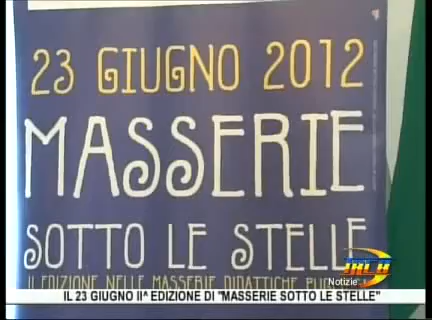 23 GIUGNO 2012
MASSERIE
SOTTO LE STELLE
II EDIZIONE NELLE MASSERIE DIDATTICHE
Notizie
IL 23 GIUGNO IIª EDIZIONE DI "MASSERIE SOTTO LE STELLE"